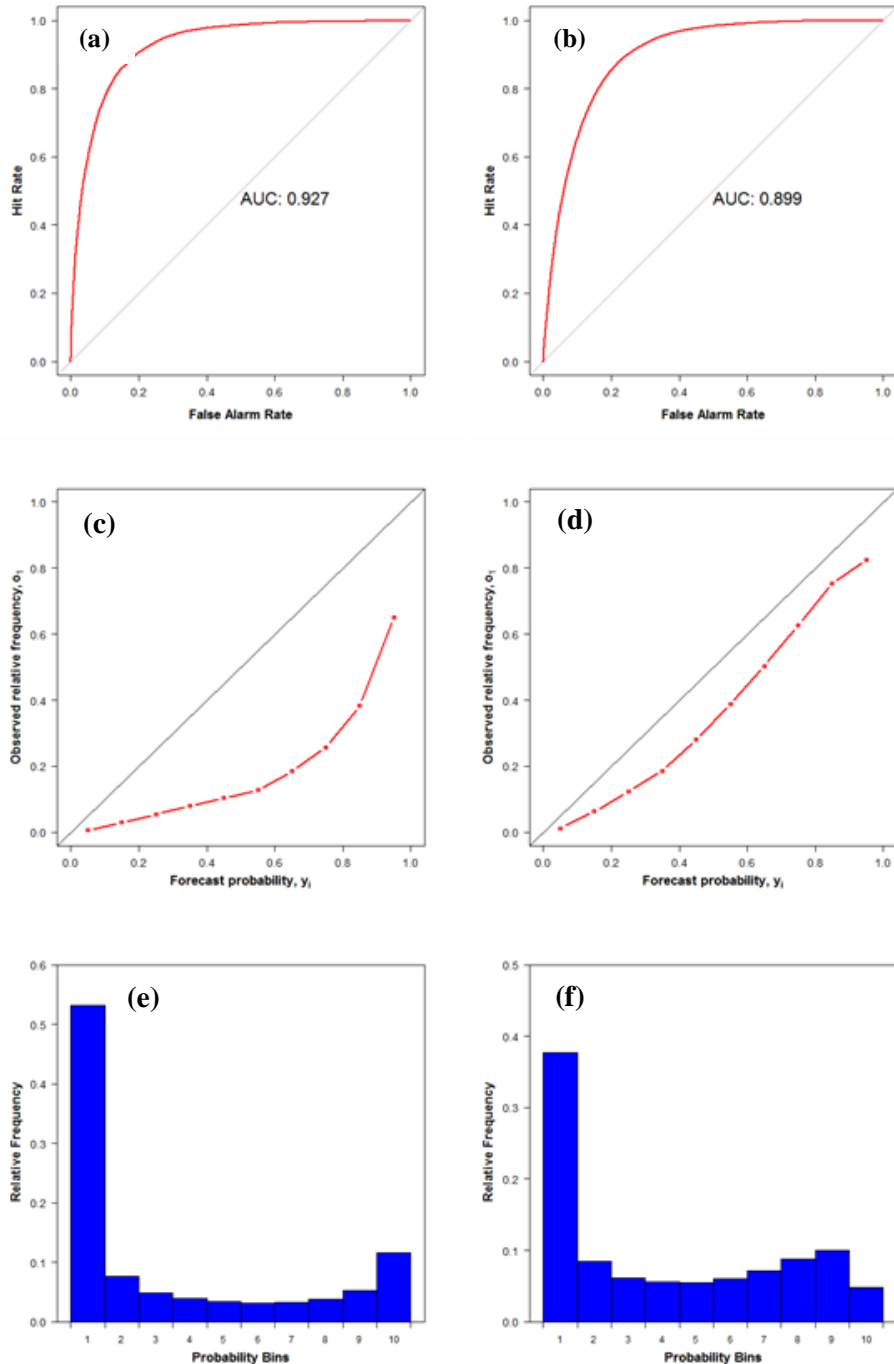 (a)
1.0
0.8
0.6
0.4
0.2
0.0
Hit Rate
AUC: 0.927
0.0 0.2 0.4 0.6 0.8 1.0
False Alarm Rate
(b)
1.0
0.8
0.6
0.4
0.2
0.0
Hit Rate
AUC: 0.899
0.0 0.2 0.4 0.6 0.8 1.0
False Alarm Rate
(c)
1.0
0.8
0.6
0.4
0.2
0.0
Observed relative frequency, o₁
0.0 0.2 0.4 0.6 0.8 1.0
Forecast probability, yᵢ
(d)
1.0
0.8
0.6
0.4
0.2
0.0
Observed relative frequency, o₁
0.0 0.2 0.4 0.6 0.8 1.0
Forecast probability, yᵢ
(e)
0.6
0.5
0.4
0.3
0.2
0.1
0.0
Relative Frequency
1 2 3 4 5 6 7 8 9 10
Probability Bins
(f)
0.5
0.4
0.3
0.2
0.1
0.0
Relative Frequency
1 2 3 4 5 6 7 8 9 10
Probability Bins